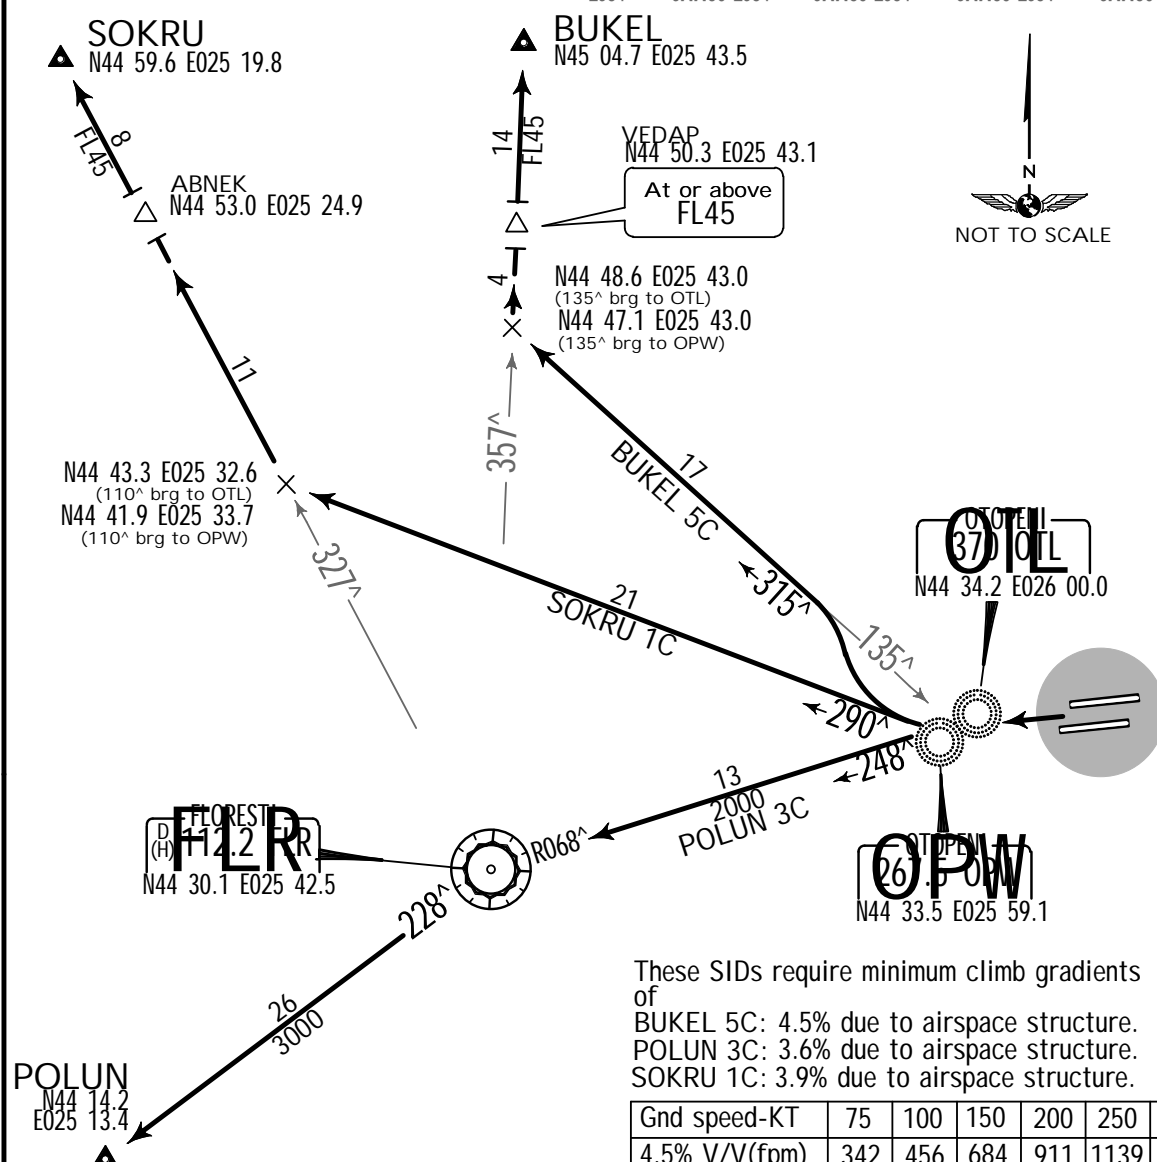 SOKRU
N44 59.6 E025 19.8
BUKEL
N45 04.7 E025 43.5
8
FL45
14
FL45
VEDAP
N44 50.3 E025 43.1
At or above
FL45
N
NOT TO SCALE
ABNEK
N44 53.0 E025 24.9
4
N44 48.6 E025 43.0
(135^ brg to OTL)
N44 47.1 E025 43.0
(135^ brg to OPW)
11
357^
17
BUKEL 5C
N44 43.3 E025 32.6
(110^ brg to OTL)
N44 41.9 E025 33.7
(110^ brg to OPW)
327^
21
SOKRU 1C
315^
135^
OTOPENI
370 OTL
OTL
N44 34.2 E026 00.0
290^
248^
13
2000
POLUN 3C
FLORESTI
D
(H)
112.2 FLR
FLR
N44 30.1 E025 42.5
R068^
228^
OTOPENI
OPW
N44 33.5 E025 59.1
26
3000
POLUN
N44 14.2
E025 13.4
These SIDs require minimum climb gradients
of
BUKEL 5C: 4.5% due to airspace structure.
POLUN 3C: 3.6% due to airspace structure.
SOKRU 1C: 3.9% due to airspace structure.
Gnd speed-KT 75 100 150 200 250
4.5% V/V(fpm) 342 456 684 911 1139